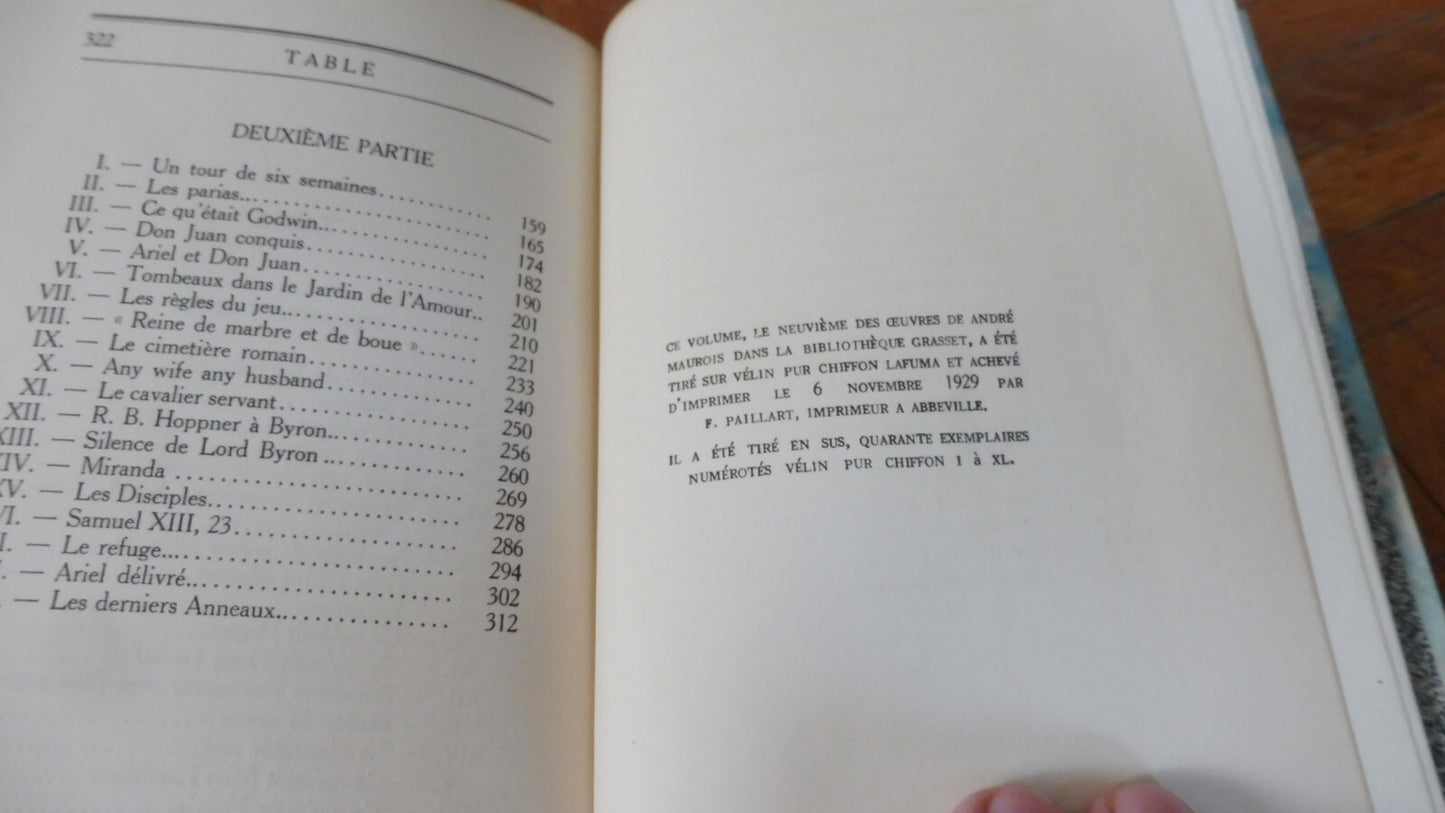 322
TABLE
DEUXIÈME PARTIE
I. — Un tour de six semaines............ 159
II. — Les parias........................ 165
III. — Ce qu'était Godwin................ 174
IV. — Don Juan conquis.................. 182
V. — Ariel et Don Juan.................. 190
VI. — Tombeaux dans le Jardin de l'Amour.. 201
VII. — Les règles du jeu................ 210
VIII. — « Reine de marbre et de boue »...... 221
IX. — Le cimetière romain............... 233
X. — Any wife any husband............... 240
XI. — Le cavalier servant............... 250
XII. — R. B. Hoppner à Byron............ 256
XIII. — Silence de Lord Byron ........... 260
XIV. — Miranda ......................... 269
XV. — Les Disciples..................... 278
VI. — Samuel XIII, 23................... 286
I. — Le refuge.......................... 294
I. — Ariel délivré...................... 302
. — Les derniers Anneaux................ 312
CE VOLUME, LE NEUVIÈME DES ŒUVRES DE ANDRÉ
MAUROIS DANS LA BIBLIOTHÈQUE GRASSET, A ÉTÉ
TIRÉ SUR VÉLIN PUR CHIFFON LAFUMA ET ACHEVÉ
D'IMPRIMER LE 6 NOVEMBRE 1929 PAR
F. PAILLART, IMPRIMEUR A ABBEVILLE.
IL A ÉTÉ TIRÉ EN SUS, QUARANTE EXEMPLAIRES
NUMÉROTÉS VÉLIN PUR CHIFFON I à XL.